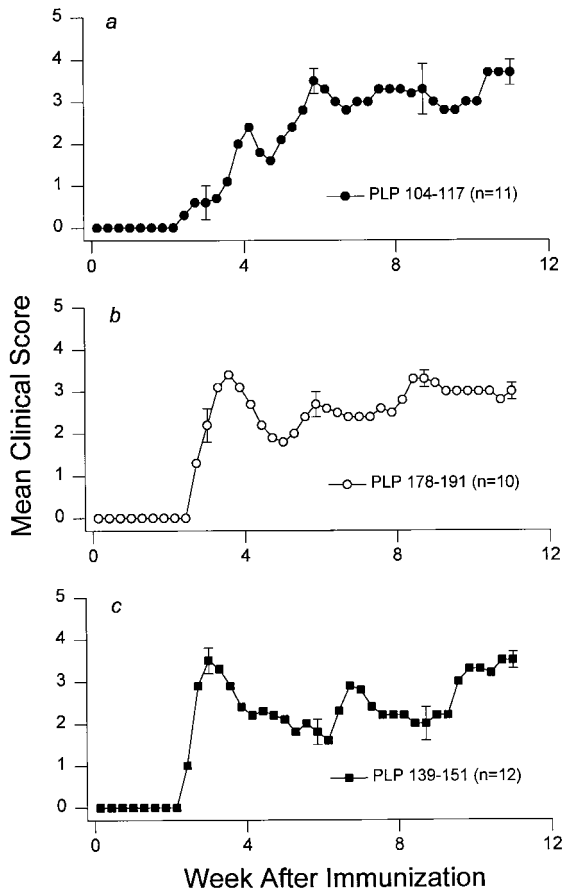 Mean Clinical Score
a
5
4
3
2
1
0
PLP 104-117 (n=11)
0 4 8 12
b
5
4
3
2
1
0
PLP 178-191 (n=10)
0 4 8 12
c
5
4
3
2
1
0
PLP 139-151 (n=12)
0 4 8 12
Week After Immunization